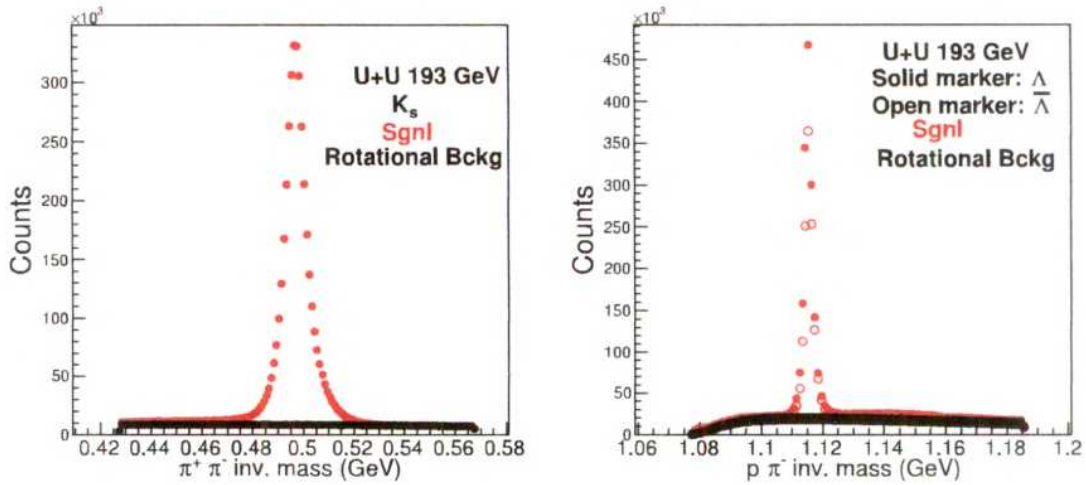 ×10³
300
250
200
150
100
50
0
Counts
U+U 193 GeV
K_s
Sgnl
Rotational Bckg
0.42 0.44 0.46 0.48 0.5 0.52 0.54 0.56 0.58
π⁺ π⁻ inv. mass (GeV)
×10³
450
400
350
300
250
200
150
100
50
0
Counts
U+U 193 GeV
Solid marker: Λ
Open marker: Λ̅
Sgnl
Rotational Bckg
1.06 1.08 1.1 1.12 1.14 1.16 1.18 1.2
p π⁻ inv. mass (GeV)